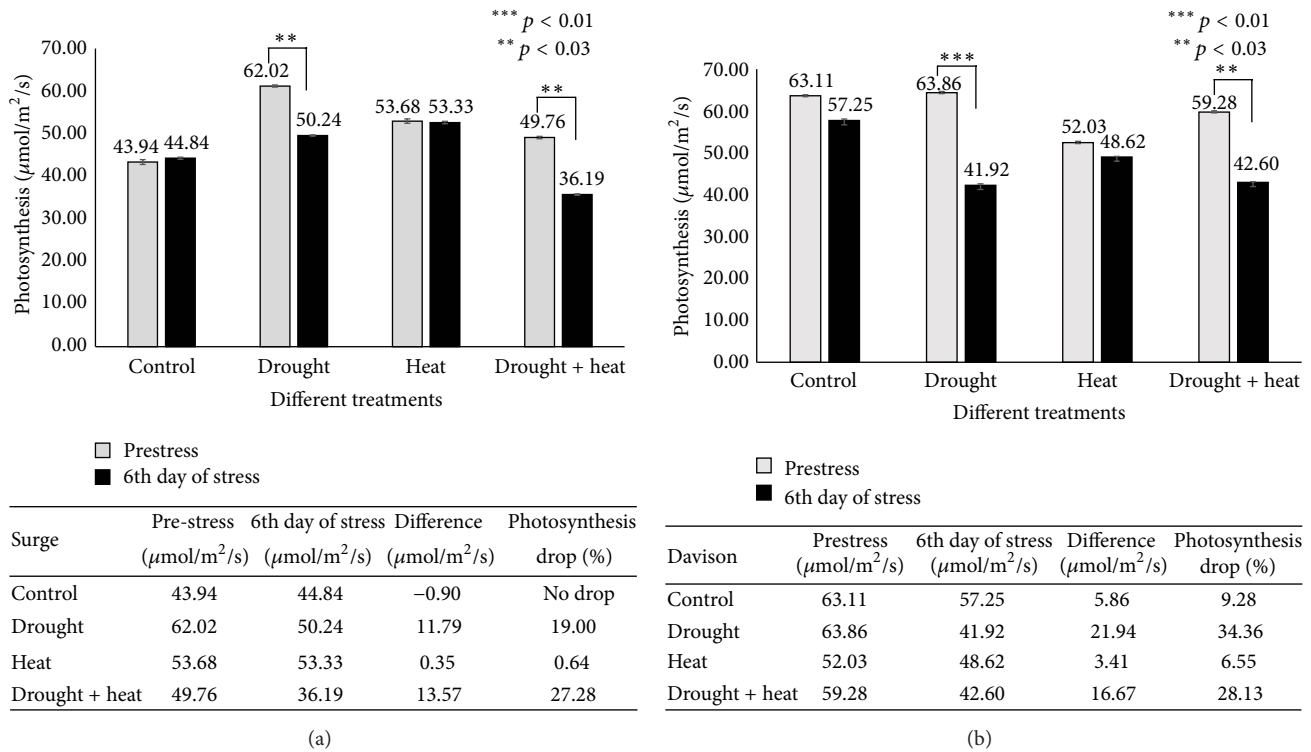 *** p < 0.01
** p < 0.03
Photosynthesis (μmol/m²/s)
70.00
60.00
50.00
40.00
30.00
20.00
10.00
0.00
43.94 44.84
62.02
**
50.24
53.68 53.33
**
49.76
36.19
Control Drought Heat Drought + heat
Different treatments
Prestress
6th day of stress
Surge Pre-stress (μmol/m²/s) 6th day of stress (μmol/m²/s) Difference (μmol/m²/s) Photosynthesis drop (%)
Control 43.94 44.84 −0.90 No drop
Drought 62.02 50.24 11.79 19.00
Heat 53.68 53.33 0.35 0.64
Drought + heat 49.76 36.19 13.57 27.28
(a)
*** p < 0.01
** p < 0.03
Photosynthesis (μmol/m²/s)
70.00
60.00
50.00
40.00
30.00
20.00
10.00
0.00
63.11
57.25
***
63.86
41.92
52.03
48.62
**
59.28
42.60
Control Drought Heat Drought + heat
Different treatments
Prestress
6th day of stress
Davison Prestress (μmol/m²/s) 6th day of stress (μmol/m²/s) Difference (μmol/m²/s) Photosynthesis drop (%)
Control 63.11 57.25 5.86 9.28
Drought 63.86 41.92 21.94 34.36
Heat 52.03 48.62 3.41 6.55
Drought + heat 59.28 42.60 16.67 28.13
(b)